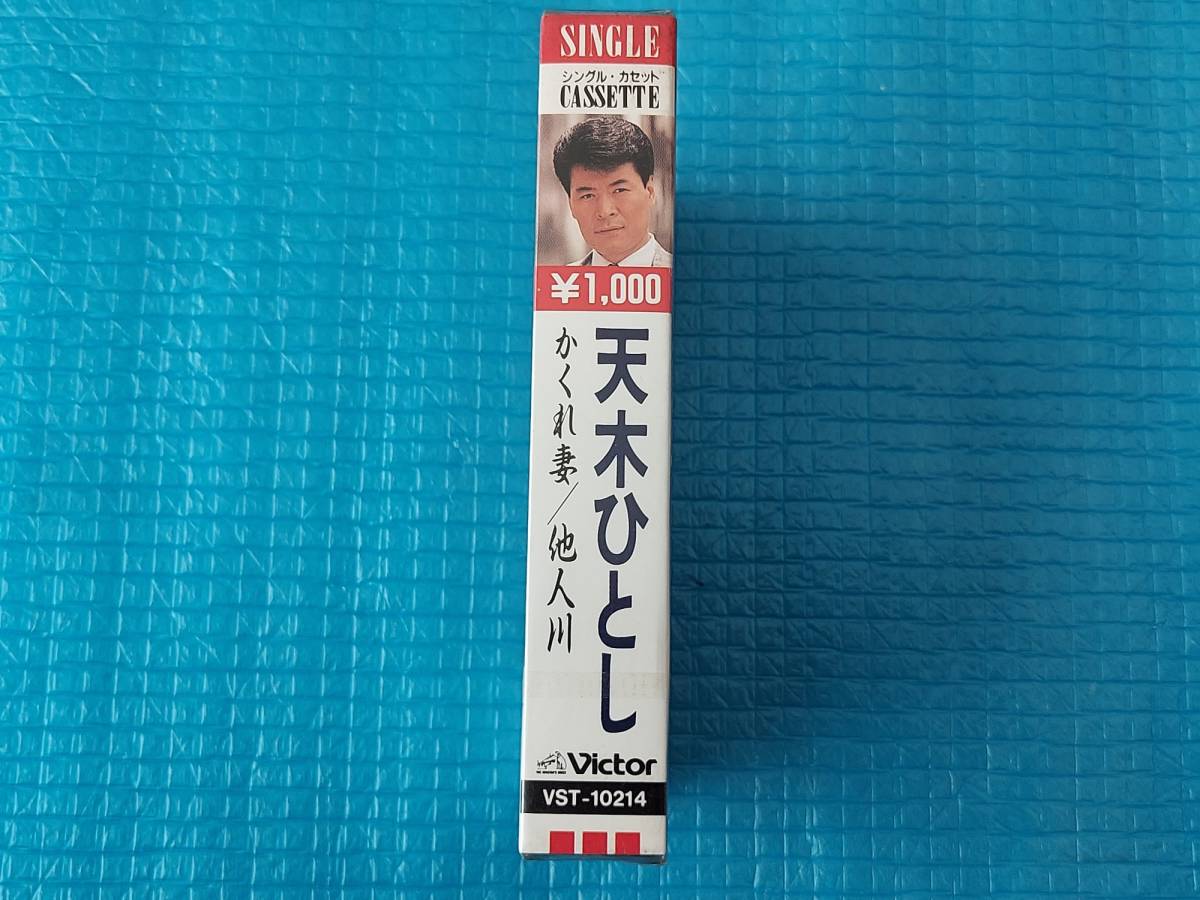 SINGLE
シングル・カセット
CASSETTE
¥1,000
天木ひとし
かくれ妻/他人川
Victor
VST-10214